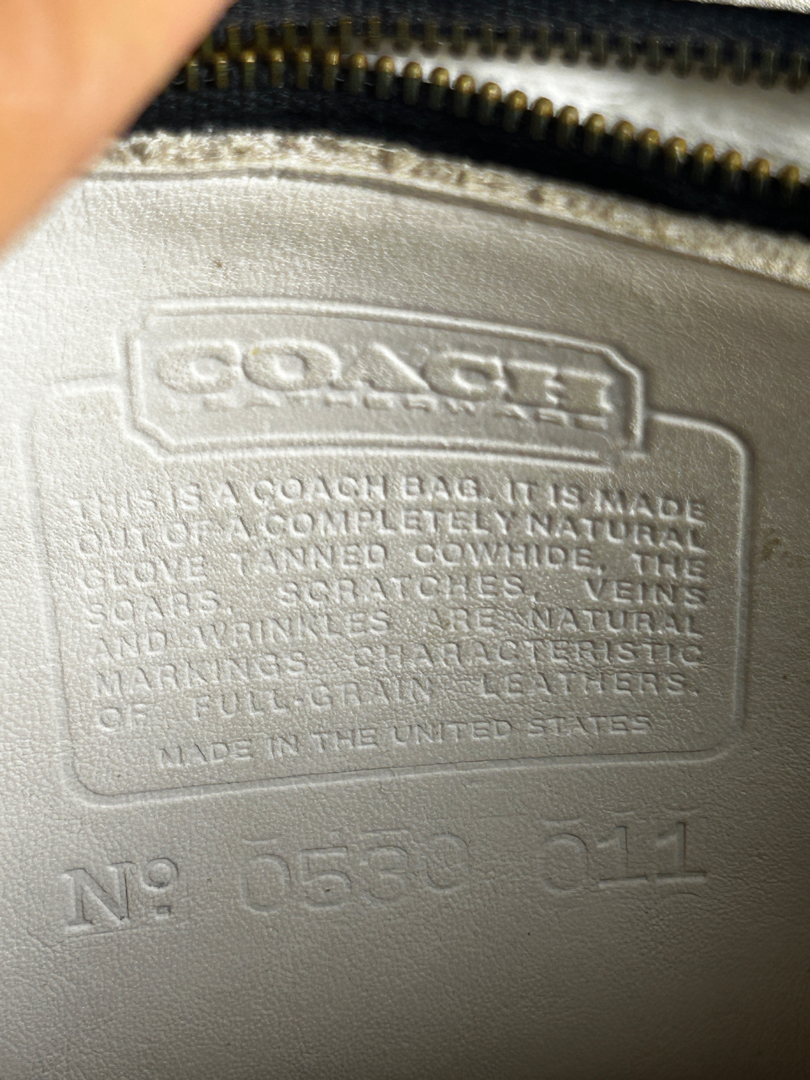 COACH
LEATHERWARE
THIS IS A COACH BAG. IT IS MADE
OUT OF A COMPLETELY NATURAL
GLOVE TANNED COWHIDE, THE
SCARS, SCRATCHES, VEINS
AND WRINKLES ARE NATURAL
MARKINGS CHARACTERISTIC
OF FULL-GRAIN LEATHERS.
MADE IN THE UNITED STATES
Nº 011